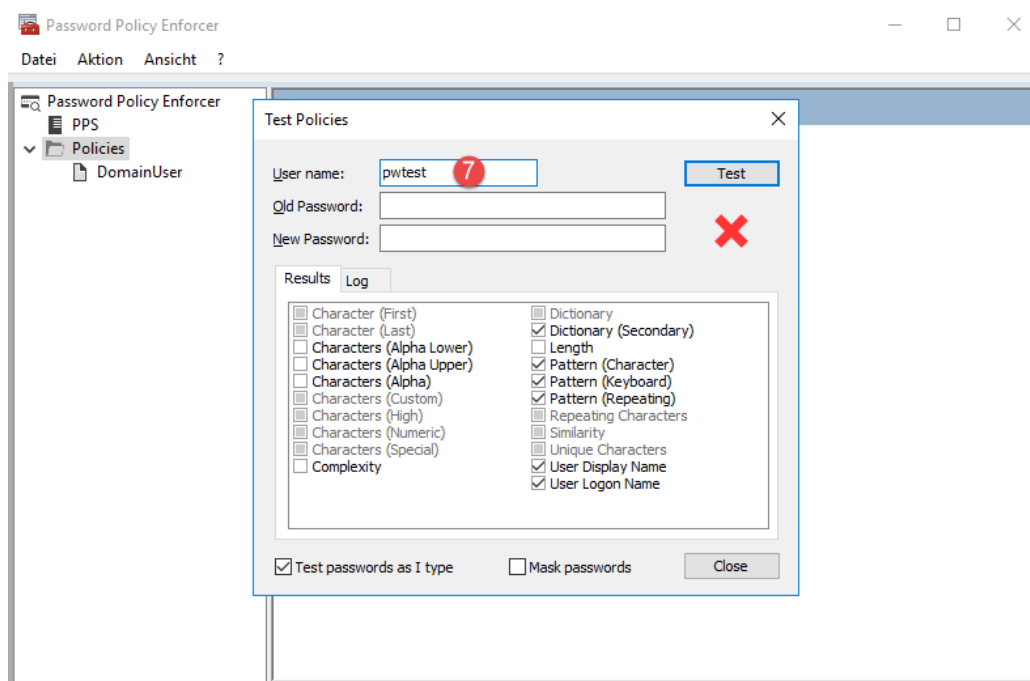 Password Policy Enforcer
Datei Aktion Ansicht ?
Password Policy Enforcer
PPS
Policies
DomainUser
Test Policies
User name: pwtest 7 Test
Old Password:
New Password:
Results Log
Character (First)
Character (Last)
Characters (Alpha Lower)
Characters (Alpha Upper)
Characters (Alpha)
Characters (Custom)
Characters (High)
Characters (Numeric)
Characters (Special)
Complexity
Dictionary
Dictionary (Secondary)
Length
Pattern (Character)
Pattern (Keyboard)
Pattern (Repeating)
Repeating Characters
Similarity
Unique Characters
User Display Name
User Logon Name
Test passwords as I type Mask passwords Close